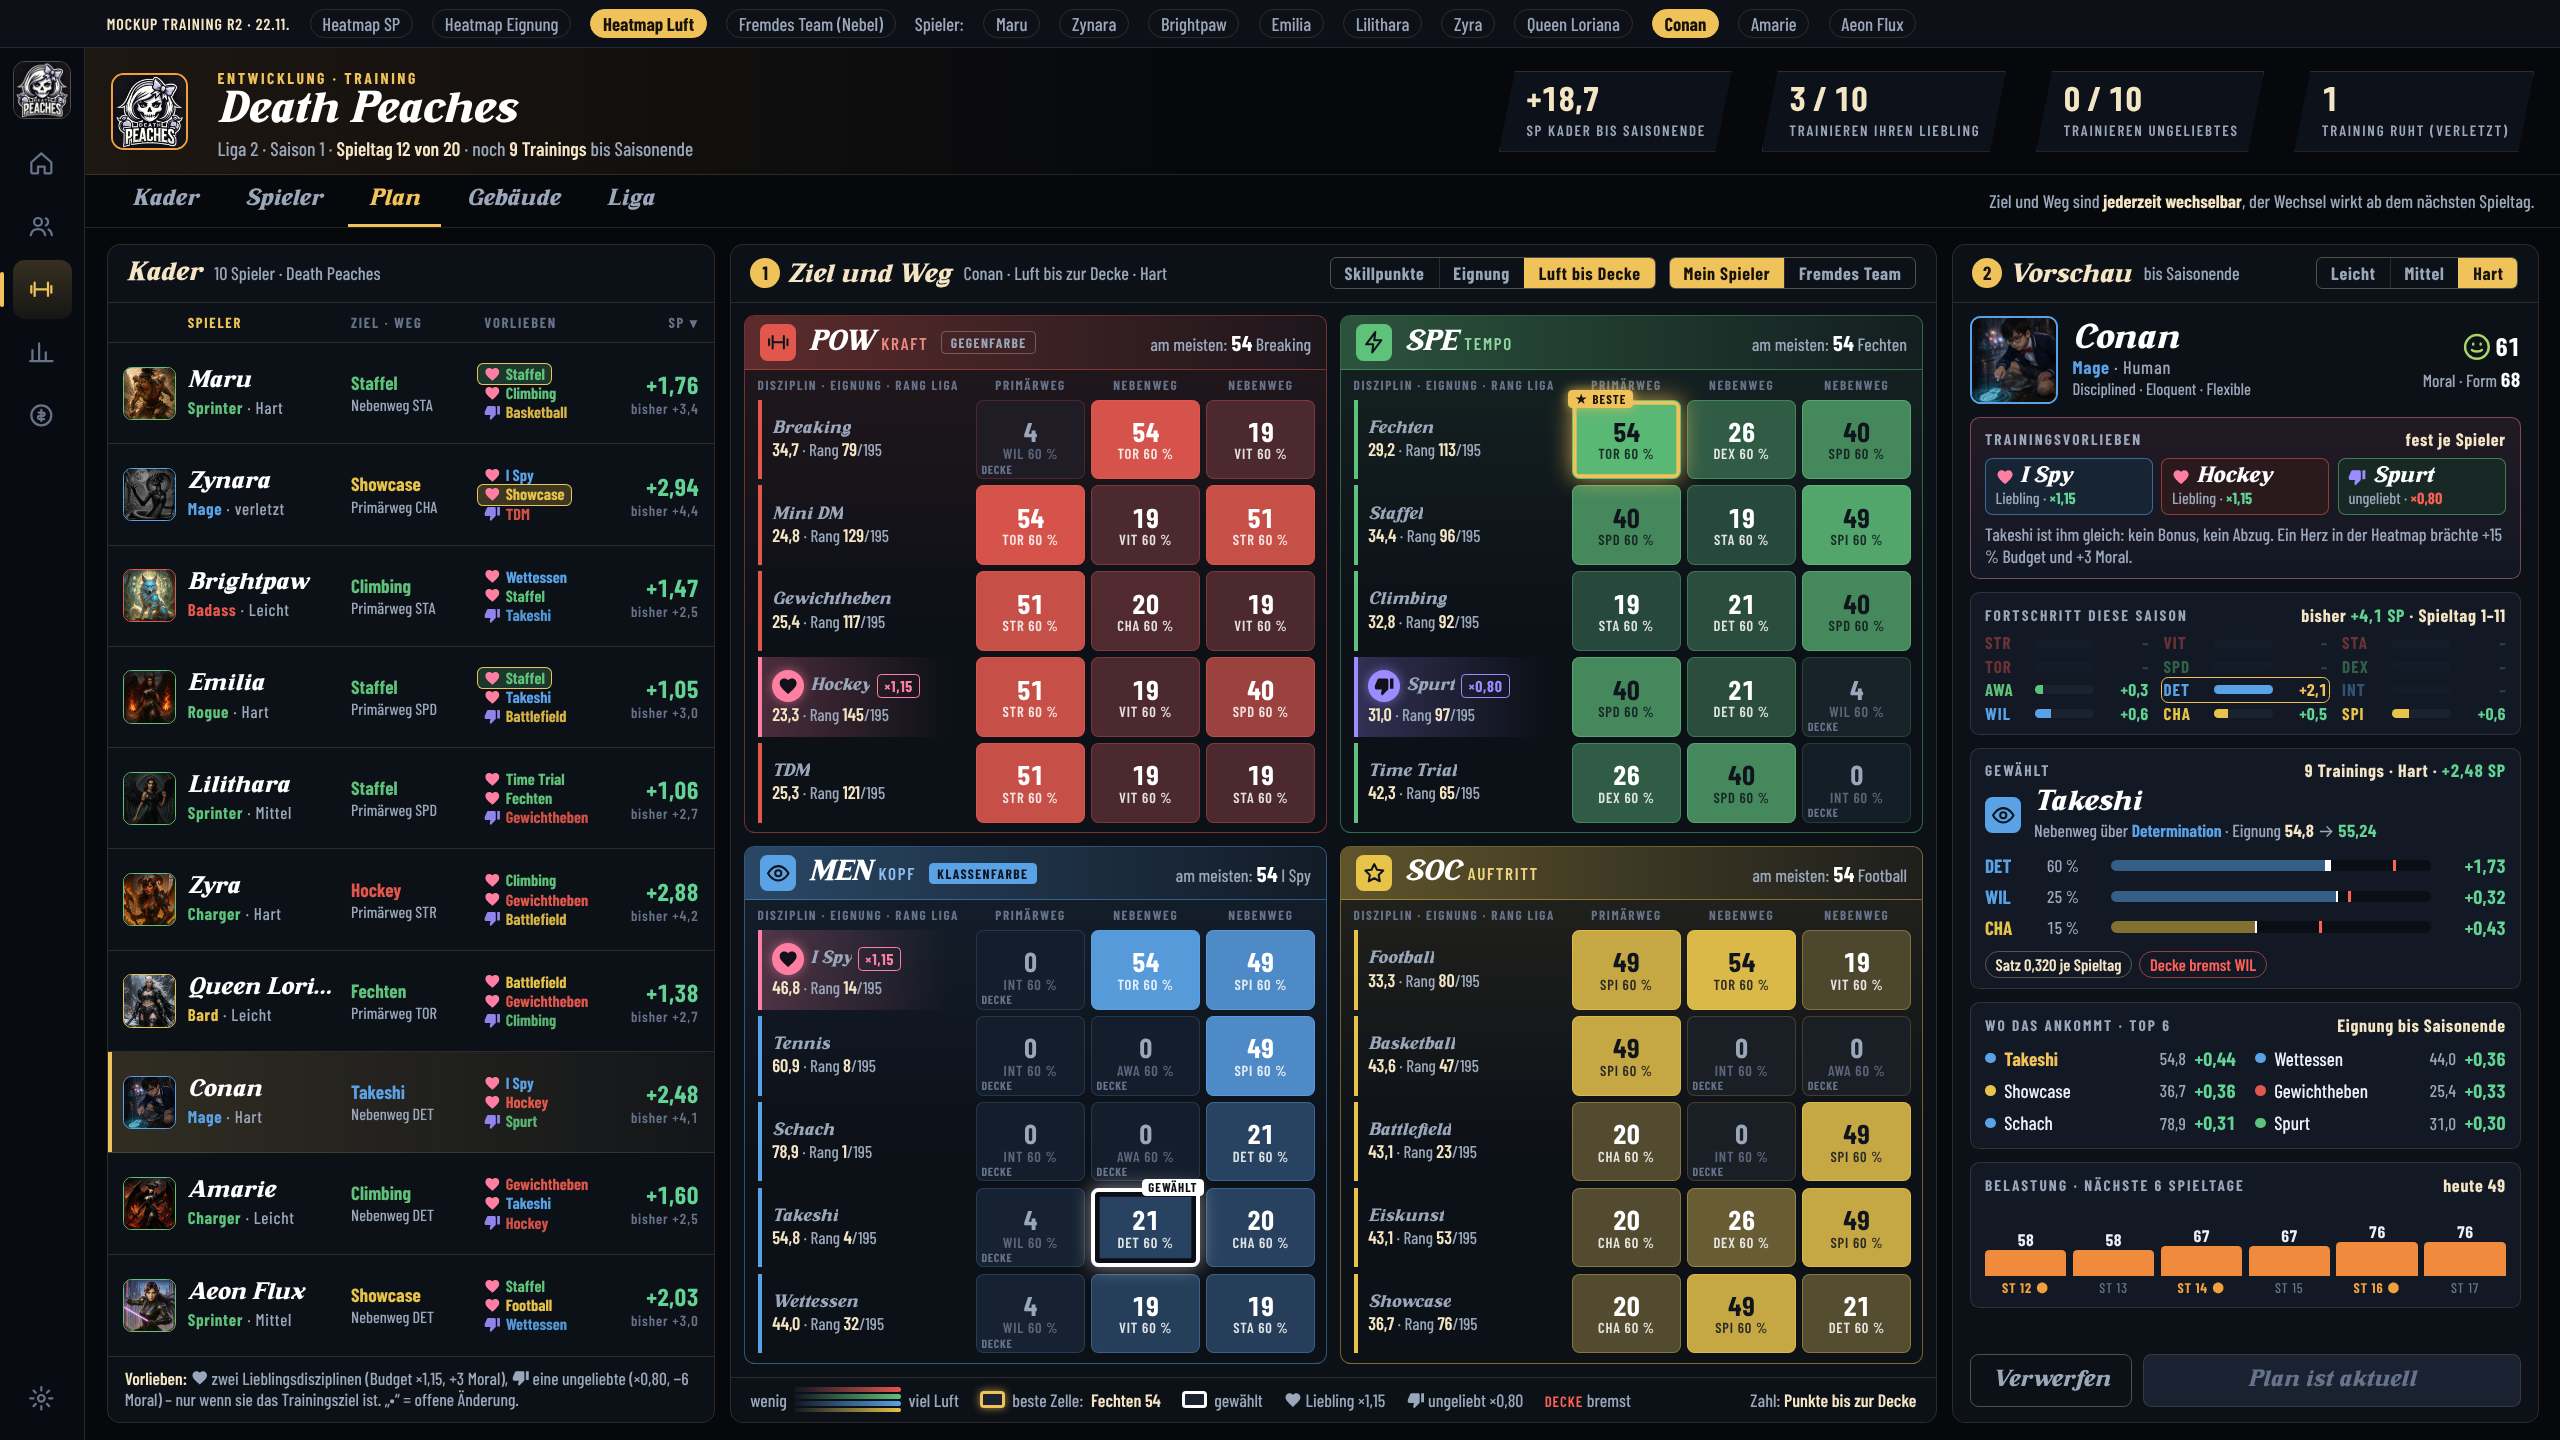 MOCKUP TRAINING R2 · 22.11. Heatmap SP Heatmap Eignung Heatmap Luft Fremdes Team (Nebel) Spieler: Maru Zynara Brightpaw Emilia Lilithara Zyra Queen Loriana Conan Amarie Aeon Flux
ENTWICKLUNG · TRAINING
Death Peaches
Liga 2 · Saison 1 · Spieltag 12 von 20 · noch 9 Trainings bis Saisonende
+18,7
SP KADER BIS SAISONENDE
3 / 10
TRAINIEREN IHREN LIEBLING
0 / 10
TRAINIEREN UNGELIEBTES
1
TRAINING RUHT (VERLETZT)
Kader Spieler Plan Gebäude Liga
Ziel und Weg sind jederzeit wechselbar, der Wechsel wirkt ab dem nächsten Spieltag.
Kader 10 Spieler · Death Peaches
SPIELER ZIEL · WEG VORLIEBEN SP ▼
Maru
Sprinter · Hart
Staffel
Nebenweg STA
Staffel
Climbing
Basketball
+1,76
bisher +3,4
Zynara
Mage · verletzt
Showcase
Primärweg CHA
I Spy
Showcase
TDM
+2,94
bisher +4,4
Brightpaw
Badass · Leicht
Climbing
Primärweg STA
Wettessen
Staffel
Takeshi
+1,47
bisher +2,5
Emilia
Rogue · Hart
Staffel
Primärweg SPD
Staffel
Takeshi
Battlefield
+1,05
bisher +3,0
Lilithara
Sprinter · Mittel
Staffel
Primärweg SPD
Time Trial
Fechten
Gewichtheben
+1,06
bisher +2,7
Zyra
Charger · Hart
Hockey
Primärweg STR
Climbing
Gewichtheben
Battlefield
+2,88
bisher +4,2
Queen Lori...
Bard · Leicht
Fechten
Primärweg TOR
Battlefield
Gewichtheben
Climbing
+1,38
bisher +2,7
Conan
Mage · Hart
Takeshi
Nebenweg DET
I Spy
Hockey
Spurt
+2,48
bisher +4,1
Amarie
Charger · Leicht
Climbing
Nebenweg DET
Gewichtheben
Takeshi
Hockey
+1,60
bisher +2,5
Aeon Flux
Sprinter · Mittel
Showcase
Nebenweg DET
Staffel
Football
Wettessen
+2,03
bisher +3,0
Vorlieben: ♥ zwei Lieblingsdisziplinen (Budget ×1,15, +3 Moral), eine ungeliebte (×0,80, −6
Moral) – nur wenn sie das Trainingsziel ist. „•“ = offene Änderung.
1 Ziel und Weg Conan · Luft bis zur Decke · Hart
Skillpunkte Eignung Luft bis Decke Mein Spieler Fremdes Team
POW KRAFT GEGENFARBE am meisten: 54 Breaking
DISZIPLIN · EIGNUNG · RANG LIGA PRIMÄRWEG NEBENWEG NEBENWEG
Breaking
34,7 · Rang 79/195
4 WIL 60 % DECKE
54 TOR 60 %
19 VIT 60 %
Mini DM
24,8 · Rang 129/195
54 TOR 60 %
19 VIT 60 %
51 STR 60 %
Gewichtheben
25,4 · Rang 117/195
51 STR 60 %
20 CHA 60 %
19 VIT 60 %
Hockey ×1,15
23,3 · Rang 145/195
51 STR 60 %
19 VIT 60 %
40 SPD 60 %
TDM
25,3 · Rang 121/195
51 STR 60 %
19 VIT 60 %
19 STA 60 %
SPE TEMPO am meisten: 54 Fechten
DISZIPLIN · EIGNUNG · RANG LIGA PRIMÄRWEG NEBENWEG NEBENWEG
★ BESTE
Fechten
29,2 · Rang 113/195
54 TOR 60 %
26 DEX 60 %
40 SPD 60 %
Staffel
34,4 · Rang 96/195
40 SPD 60 %
19 STA 60 %
49 SPI 60 %
Climbing
32,8 · Rang 92/195
19 STA 60 %
21 DET 60 %
40 SPD 60 %
Spurt ×0,80
31,0 · Rang 97/195
40 SPD 60 %
21 DET 60 %
4 WIL 60 % DECKE
Time Trial
42,3 · Rang 65/195
26 DEX 60 %
40 SPD 60 %
0 INT 60 % DECKE
MEN KOPF KLASSENFARBE am meisten: 54 I Spy
DISZIPLIN · EIGNUNG · RANG LIGA PRIMÄRWEG NEBENWEG NEBENWEG
I Spy ×1,15
46,8 · Rang 14/195
0 INT 60 % DECKE
54 TOR 60 %
49 SPI 60 %
Tennis
60,9 · Rang 8/195
0 INT 60 % DECKE
0 AWA 60 % DECKE
49 SPI 60 %
Schach
78,9 · Rang 1/195
0 INT 60 % DECKE
0 AWA 60 % DECKE
21 DET 60 %
GEWÄHLT
Takeshi
54,8 · Rang 4/195
4 WIL 60 % DECKE
21 DET 60 %
20 CHA 60 %
Wettessen
44,0 · Rang 32/195
4 WIL 60 % DECKE
19 VIT 60 %
19 STA 60 %
SOC AUFTRITT am meisten: 54 Football
DISZIPLIN · EIGNUNG · RANG LIGA PRIMÄRWEG NEBENWEG NEBENWEG
Football
33,3 · Rang 80/195
49 SPI 60 %
54 TOR 60 %
19 VIT 60 %
Basketball
43,6 · Rang 47/195
49 SPI 60 %
0 INT 60 % DECKE
0 AWA 60 % DECKE
Battlefield
43,1 · Rang 23/195
20 CHA 60 %
0 INT 60 % DECKE
49 SPI 60 %
Eiskunst
43,1 · Rang 53/195
20 CHA 60 %
26 DEX 60 %
49 SPI 60 %
Showcase
36,7 · Rang 76/195
20 CHA 60 %
49 SPI 60 %
21 DET 60 %
wenig viel Luft beste Zelle: Fechten 54 gewählt ♥ Liebling ×1,15 ungeliebt ×0,80 DECKE bremst Zahl: Punkte bis zur Decke
2 Vorschau bis Saisonende Leicht Mittel Hart
Conan
Mage · Human
Disciplined · Eloquent · Flexible
61
Moral · Form 68
TRAININGSVORLIEBEN fest je Spieler
I Spy
Liebling · ×1,15
Hockey
Liebling · ×1,15
Spurt
ungeliebt · ×0,80
Takeshi ist ihm gleich: kein Bonus, kein Abzug. Ein Herz in der Heatmap brächte +15
% Budget und +3 Moral.
FORTSCHRITT DIESE SAISON bisher +4,1 SP · Spieltag 1–11
STR – VIT – STA –
TOR – SPD – DEX –
AWA +0,3 DET +2,1 INT –
WIL +0,6 CHA +0,5 SPI +0,6
GEWÄHLT 9 Trainings · Hart · +2,48 SP
Takeshi
Nebenweg über Determination · Eignung 54,8 → 55,24
DET 60 % +1,73
WIL 25 % +0,32
CHA 15 % +0,43
Satz 0,320 je Spieltag Decke bremst WIL
WO DAS ANKOMMT · TOP 6 Eignung bis Saisonende
Takeshi 54,8 +0,44 Wettessen 44,0 +0,36
Showcase 36,7 +0,36 Gewichtheben 25,4 +0,33
Schach 78,9 +0,31 Spurt 31,0 +0,30
BELASTUNG · NÄCHSTE 6 SPIELTAGE heute 49
58 58 67 67 76 76
ST 12 ST 13 ST 14 ST 15 ST 16 ST 17
Verwerfen Plan ist aktuell